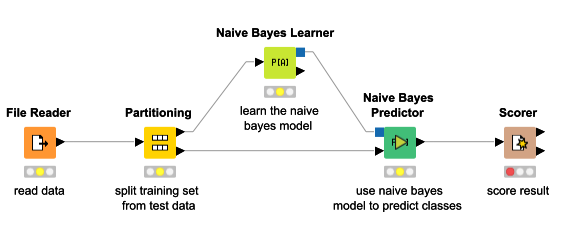 Naive Bayes Learner
P[A]
learn the naive
bayes model
File Reader
read data
Partitioning
split training set
from test data
Naive Bayes
Predictor
use naive bayes
model to predict classes
Scorer
score result